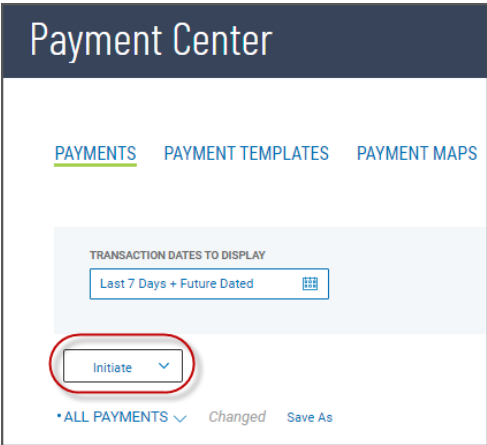 Payment Center
PAYMENTS PAYMENT TEMPLATES PAYMENT MAPS
TRANSACTION DATES TO DISPLAY
Last 7 Days + Future Dated
Initiate
• ALL PAYMENTS Changed Save As